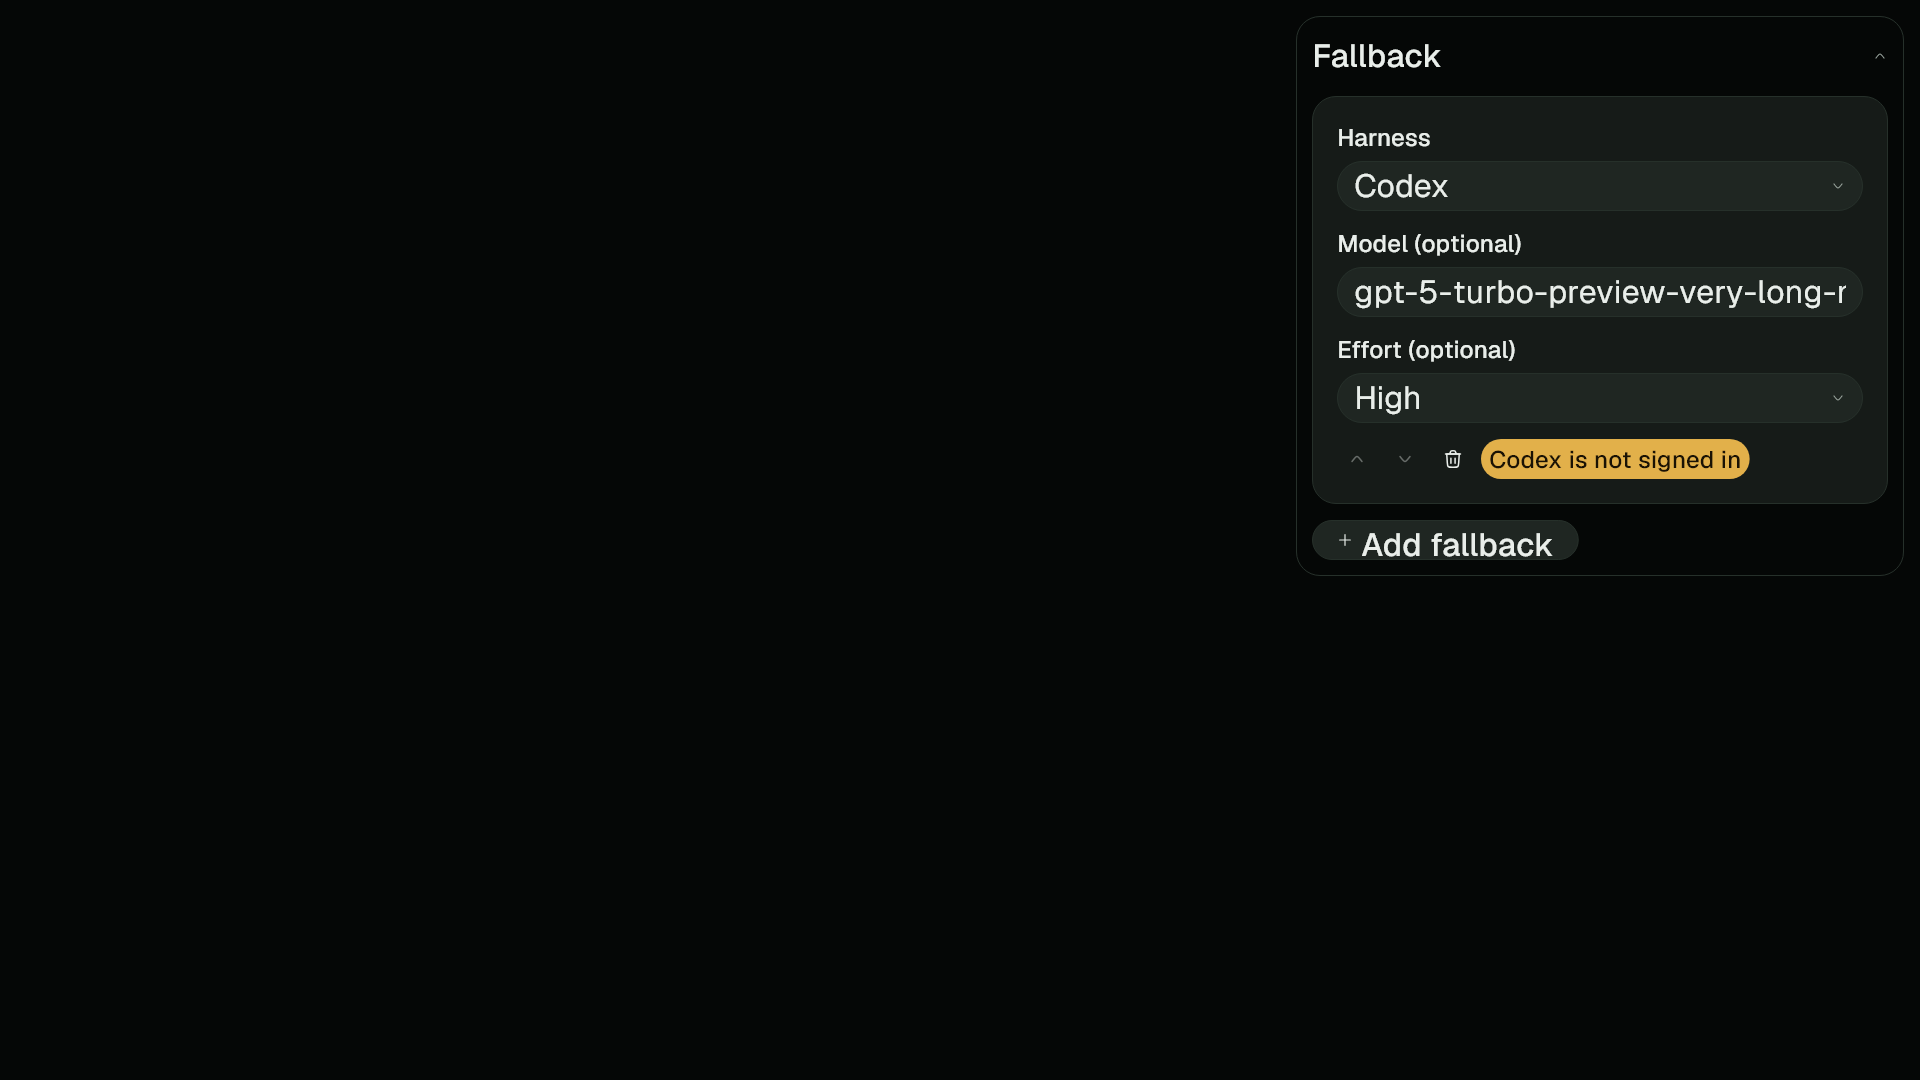 Fallback
Harness
Codex
Model (optional)
gpt-5-turbo-preview-very-long-
Effort (optional)
High
Codex is not signed in
+ Add fallback